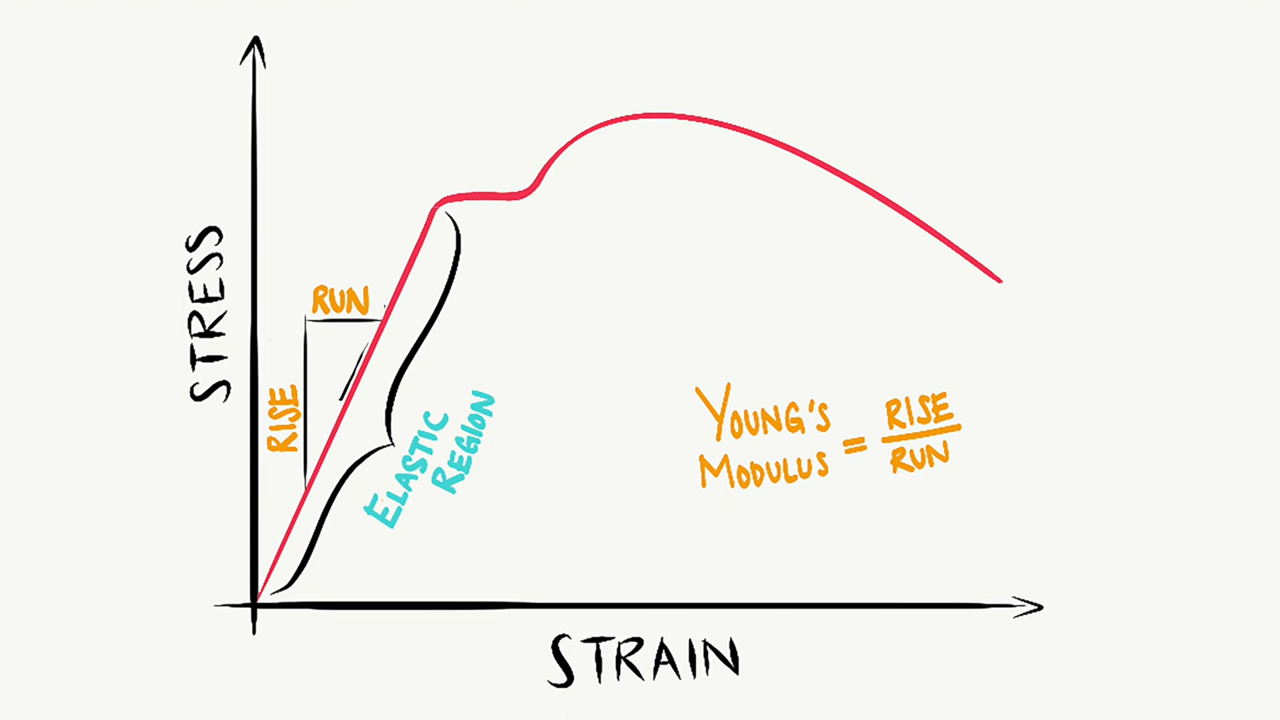 STRESS
RUN
RISE
ELASTIC
REGION
YOUNG'S
MODULUS
=
RISE
RUN
STRAIN